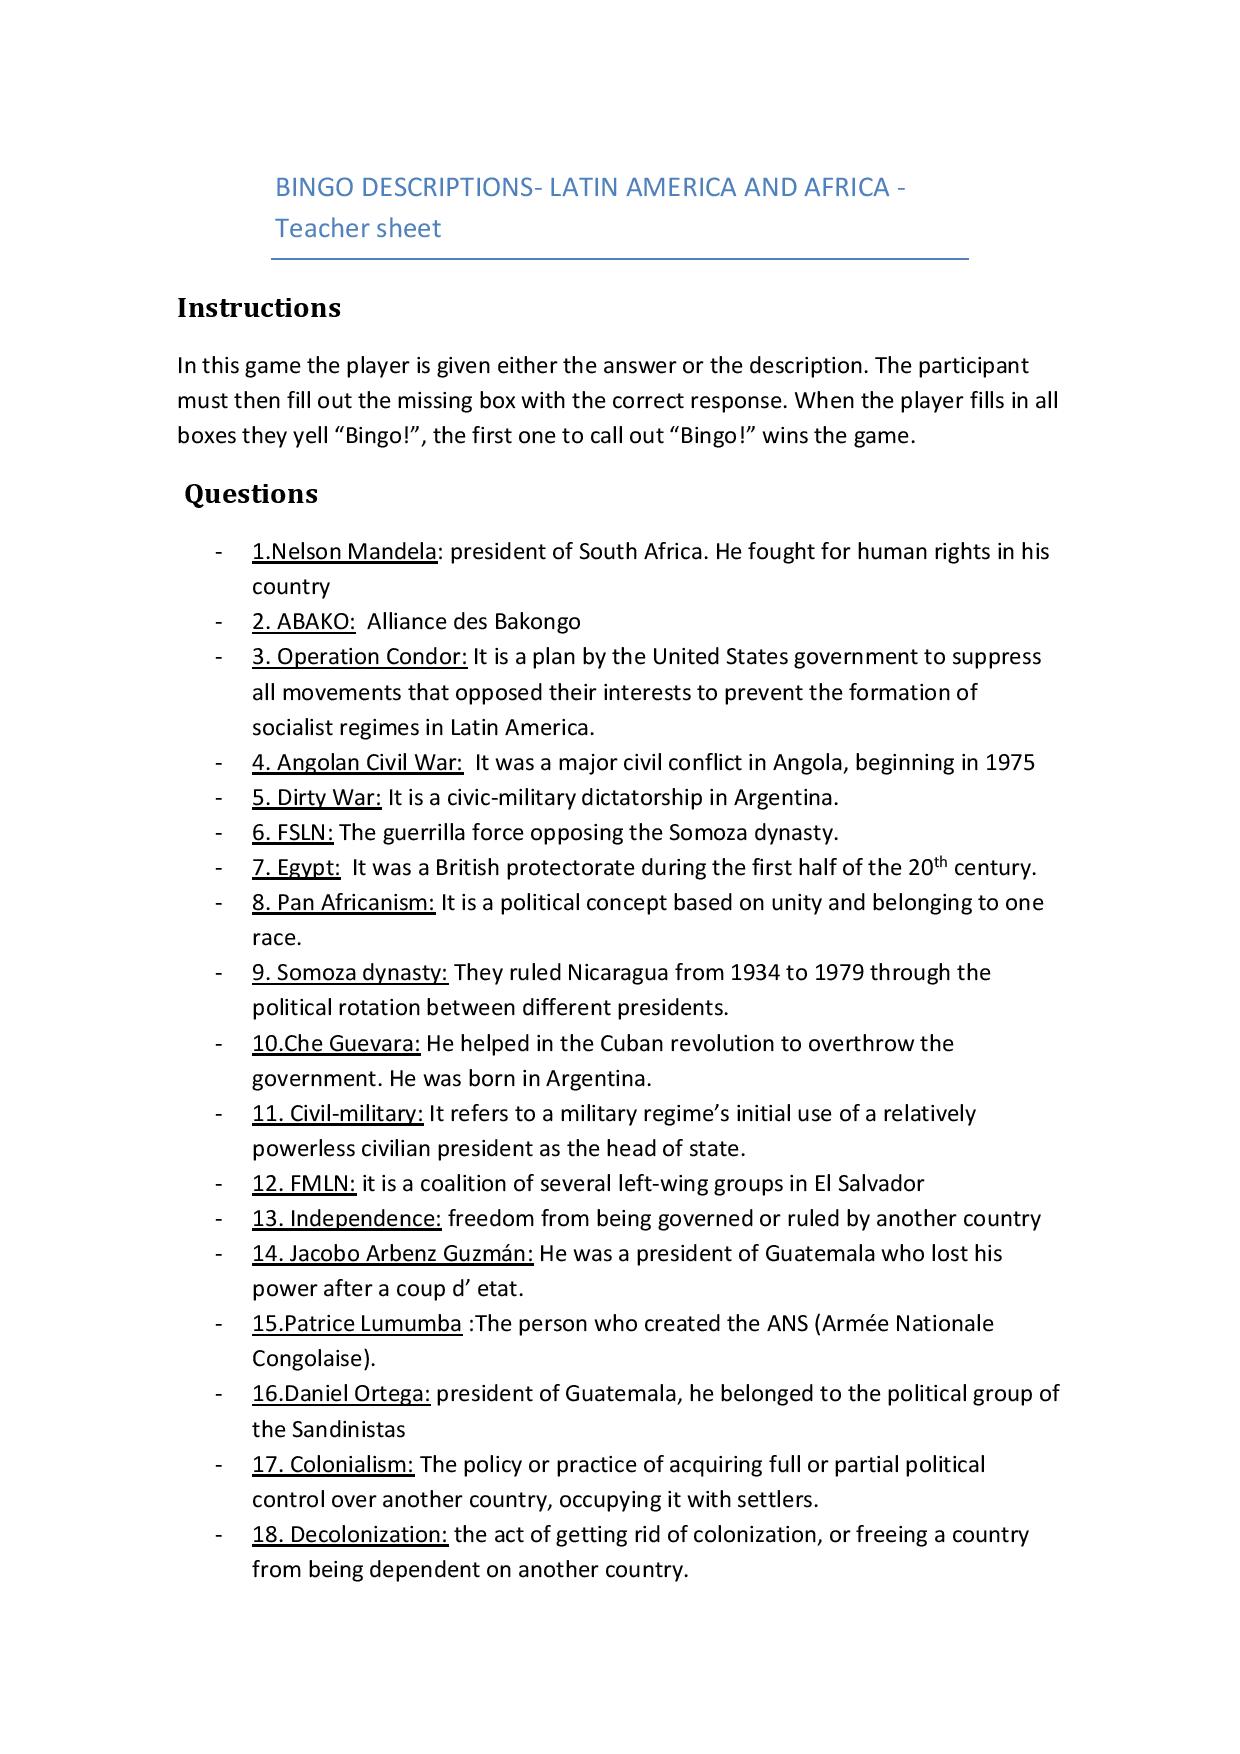 BINGO DESCRIPTIONS- LATIN AMERICA AND AFRICA -
Teacher sheet
Instructions
In this game the player is given either the answer or the description. The participant
must then fill out the missing box with the correct response. When the player fills in all
boxes they yell “Bingo!”, the first one to call out “Bingo!” wins the game.
Questions
- 1.Nelson Mandela: president of South Africa. He fought for human rights in his
country
- 2. ABAKO:  Alliance des Bakongo
- 3. Operation Condor: It is a plan by the United States government to suppress
all movements that opposed their interests to prevent the formation of
socialist regimes in Latin America.
- 4. Angolan Civil War:  It was a major civil conflict in Angola, beginning in 1975
- 5. Dirty War: It is a civic-military dictatorship in Argentina.
- 6. FSLN: The guerrilla force opposing the Somoza dynasty.
- 7. Egypt:  It was a British protectorate during the first half of the 20th century.
- 8. Pan Africanism: It is a political concept based on unity and belonging to one
race.
- 9. Somoza dynasty: They ruled Nicaragua from 1934 to 1979 through the
political rotation between different presidents.
- 10.Che Guevara: He helped in the Cuban revolution to overthrow the
government. He was born in Argentina.
- 11. Civil-military: It refers to a military regime’s initial use of a relatively
powerless civilian president as the head of state.
- 12. FMLN: it is a coalition of several left-wing groups in El Salvador
- 13. Independence: freedom from being governed or ruled by another country
- 14. Jacobo Arbenz Guzmán: He was a president of Guatemala who lost his
power after a coup d’ etat.
- 15.Patrice Lumumba :The person who created the ANS (Armée Nationale
Congolaise).
- 16.Daniel Ortega: president of Guatemala, he belonged to the political group of
the Sandinistas
- 17. Colonialism: The policy or practice of acquiring full or partial political
control over another country, occupying it with settlers.
- 18. Decolonization: the act of getting rid of colonization, or freeing a country
from being dependent on another country.